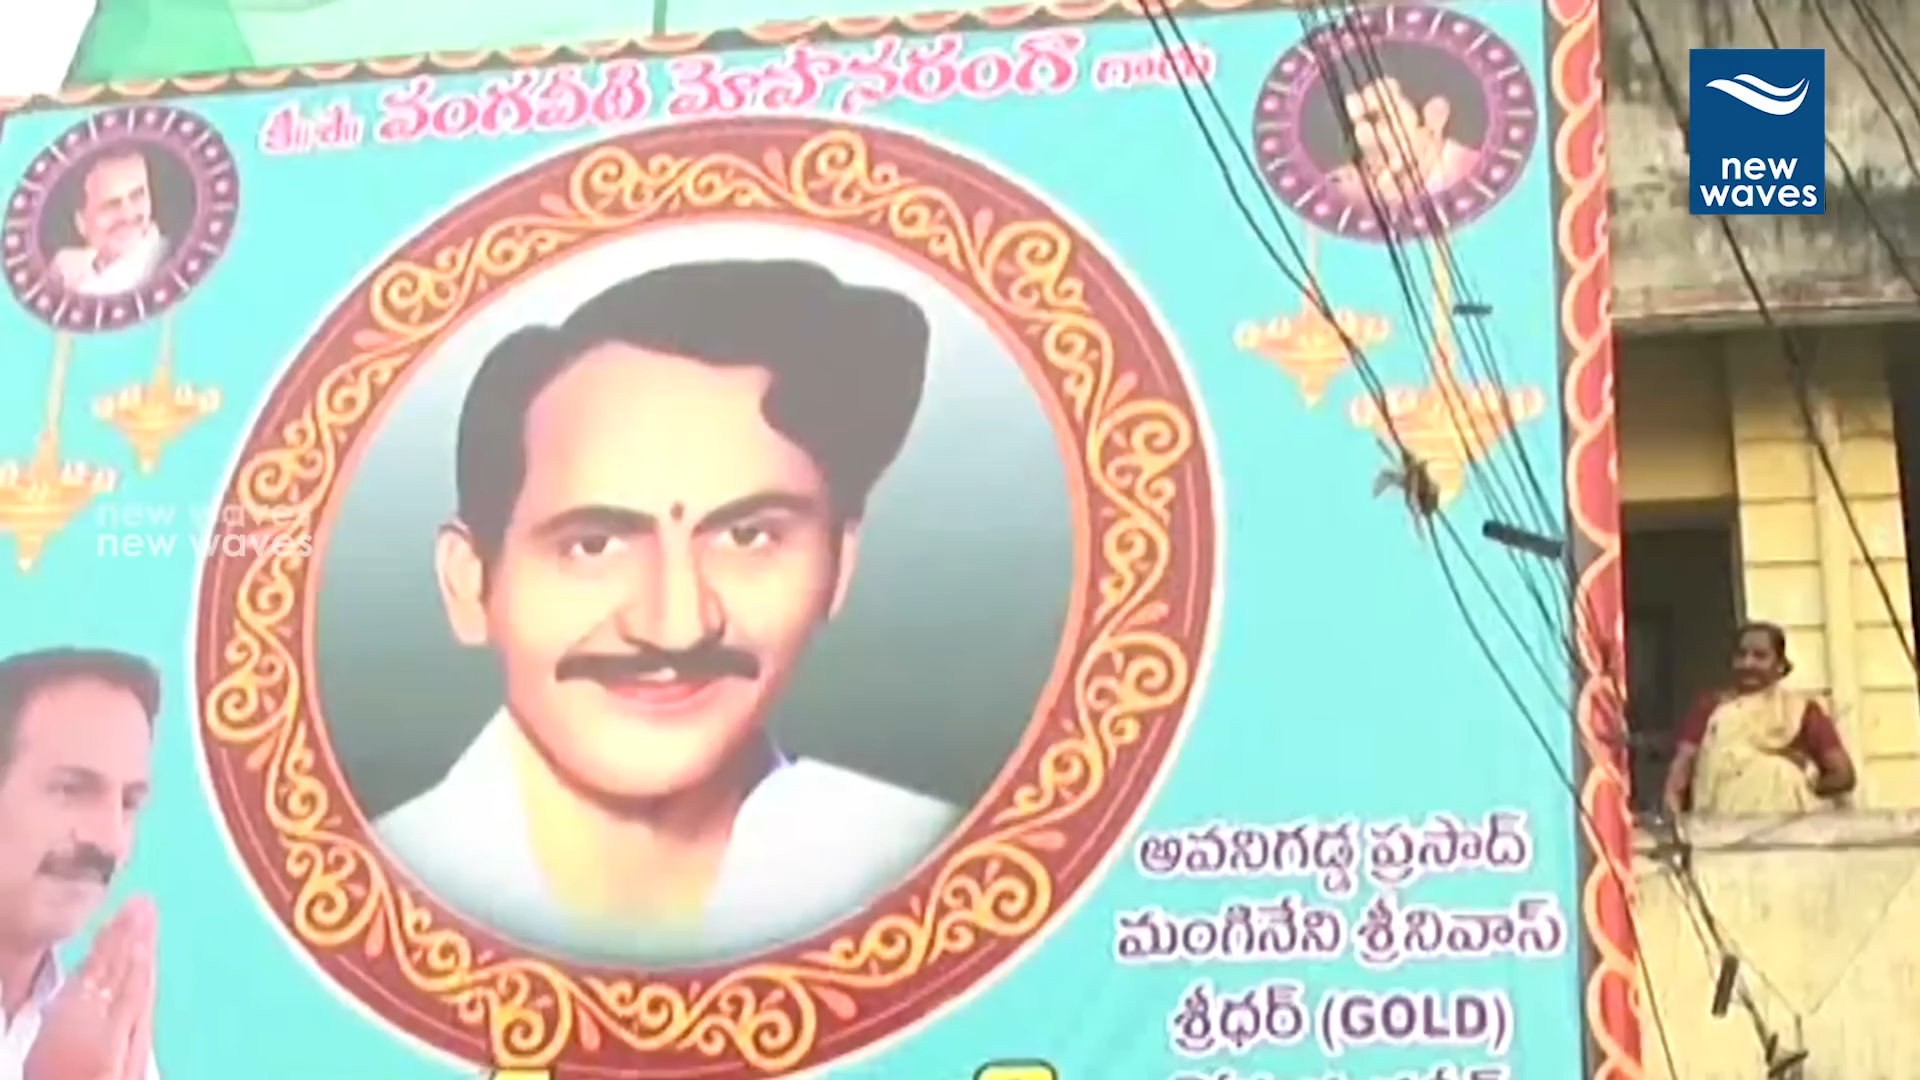 కీ॥శే॥ వంగవీటి మోహనరంగా గారు
new
waves
new waves
new waves
అవనిగడ్డ ప్రసాద్
మంగినేని శ్రీనివాస్
శ్రీధర్ (GOLD)